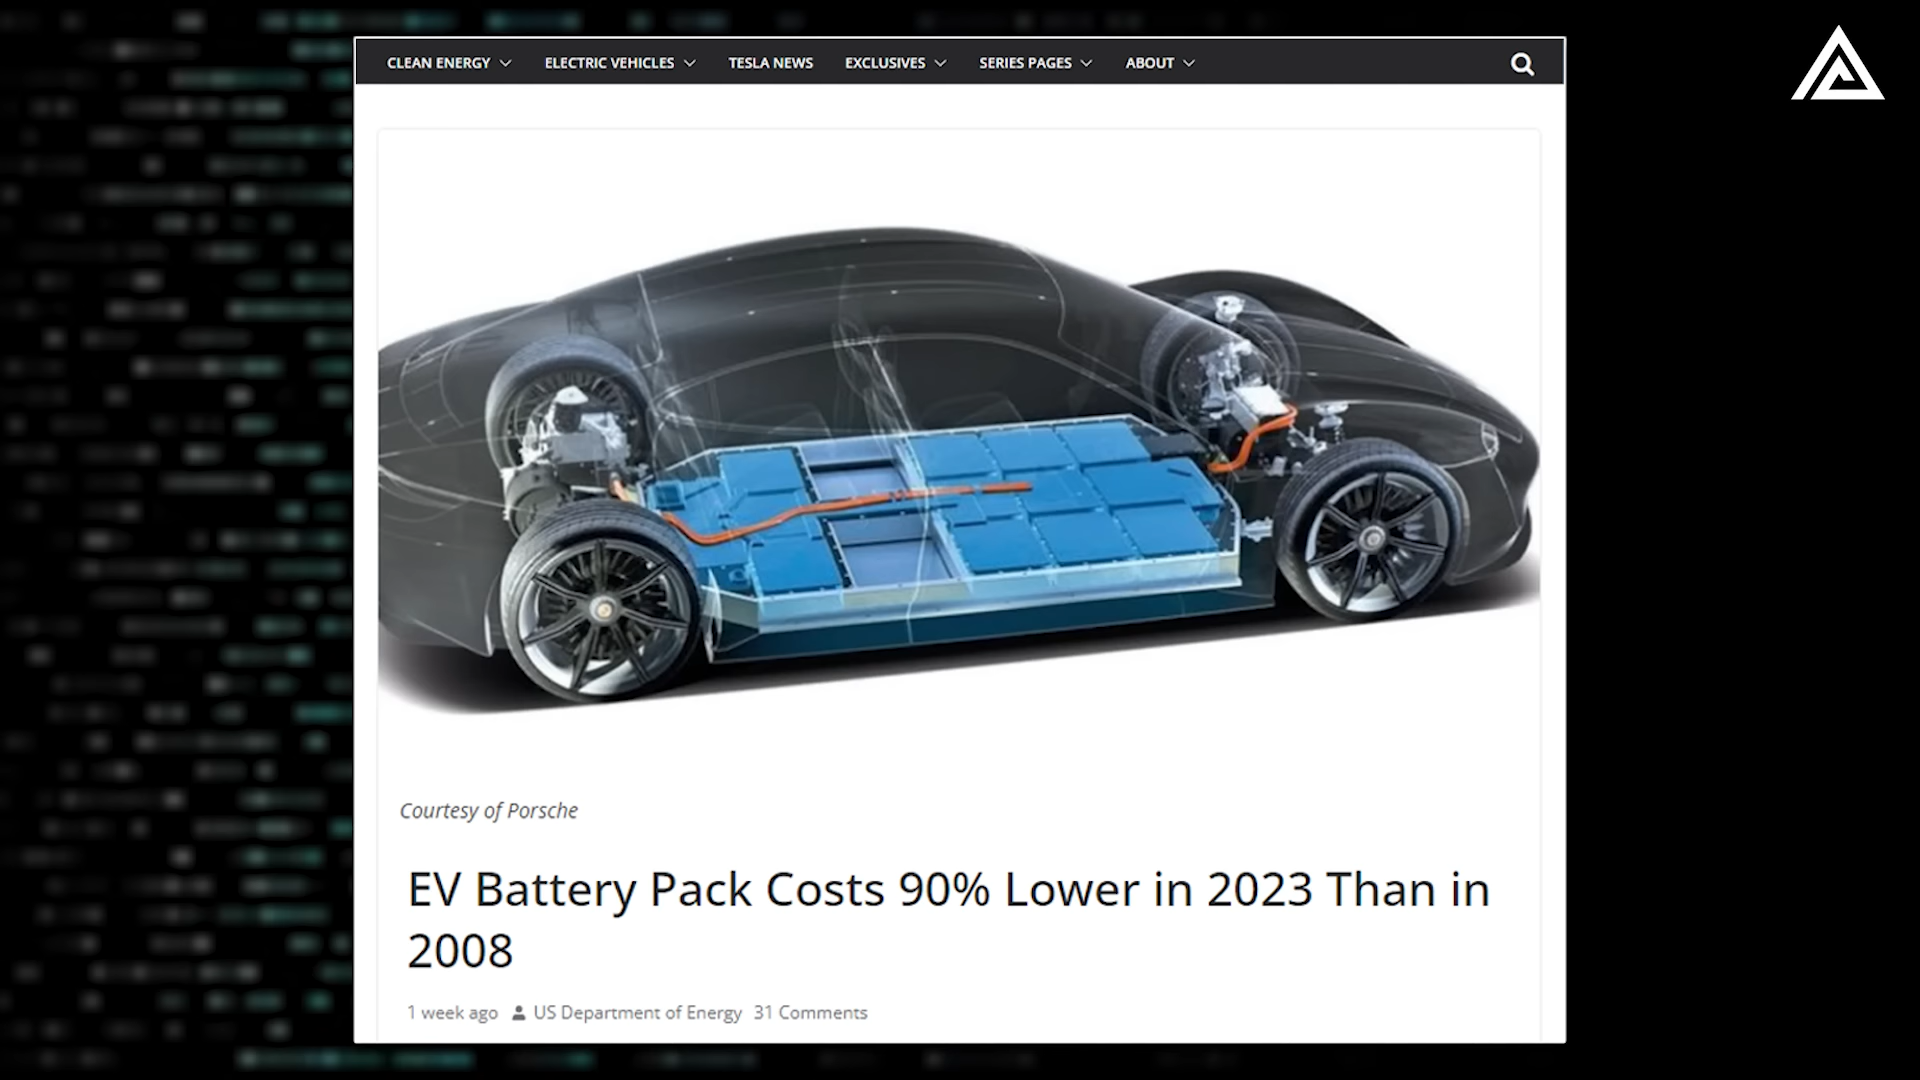 CLEAN ENERGY ELECTRIC VEHICLES TESLA NEWS EXCLUSIVES SERIES PAGES ABOUT
Courtesy of Porsche
EV Battery Pack Costs 90% Lower in 2023 Than in
2008
1 week ago US Department of Energy 31 Comments